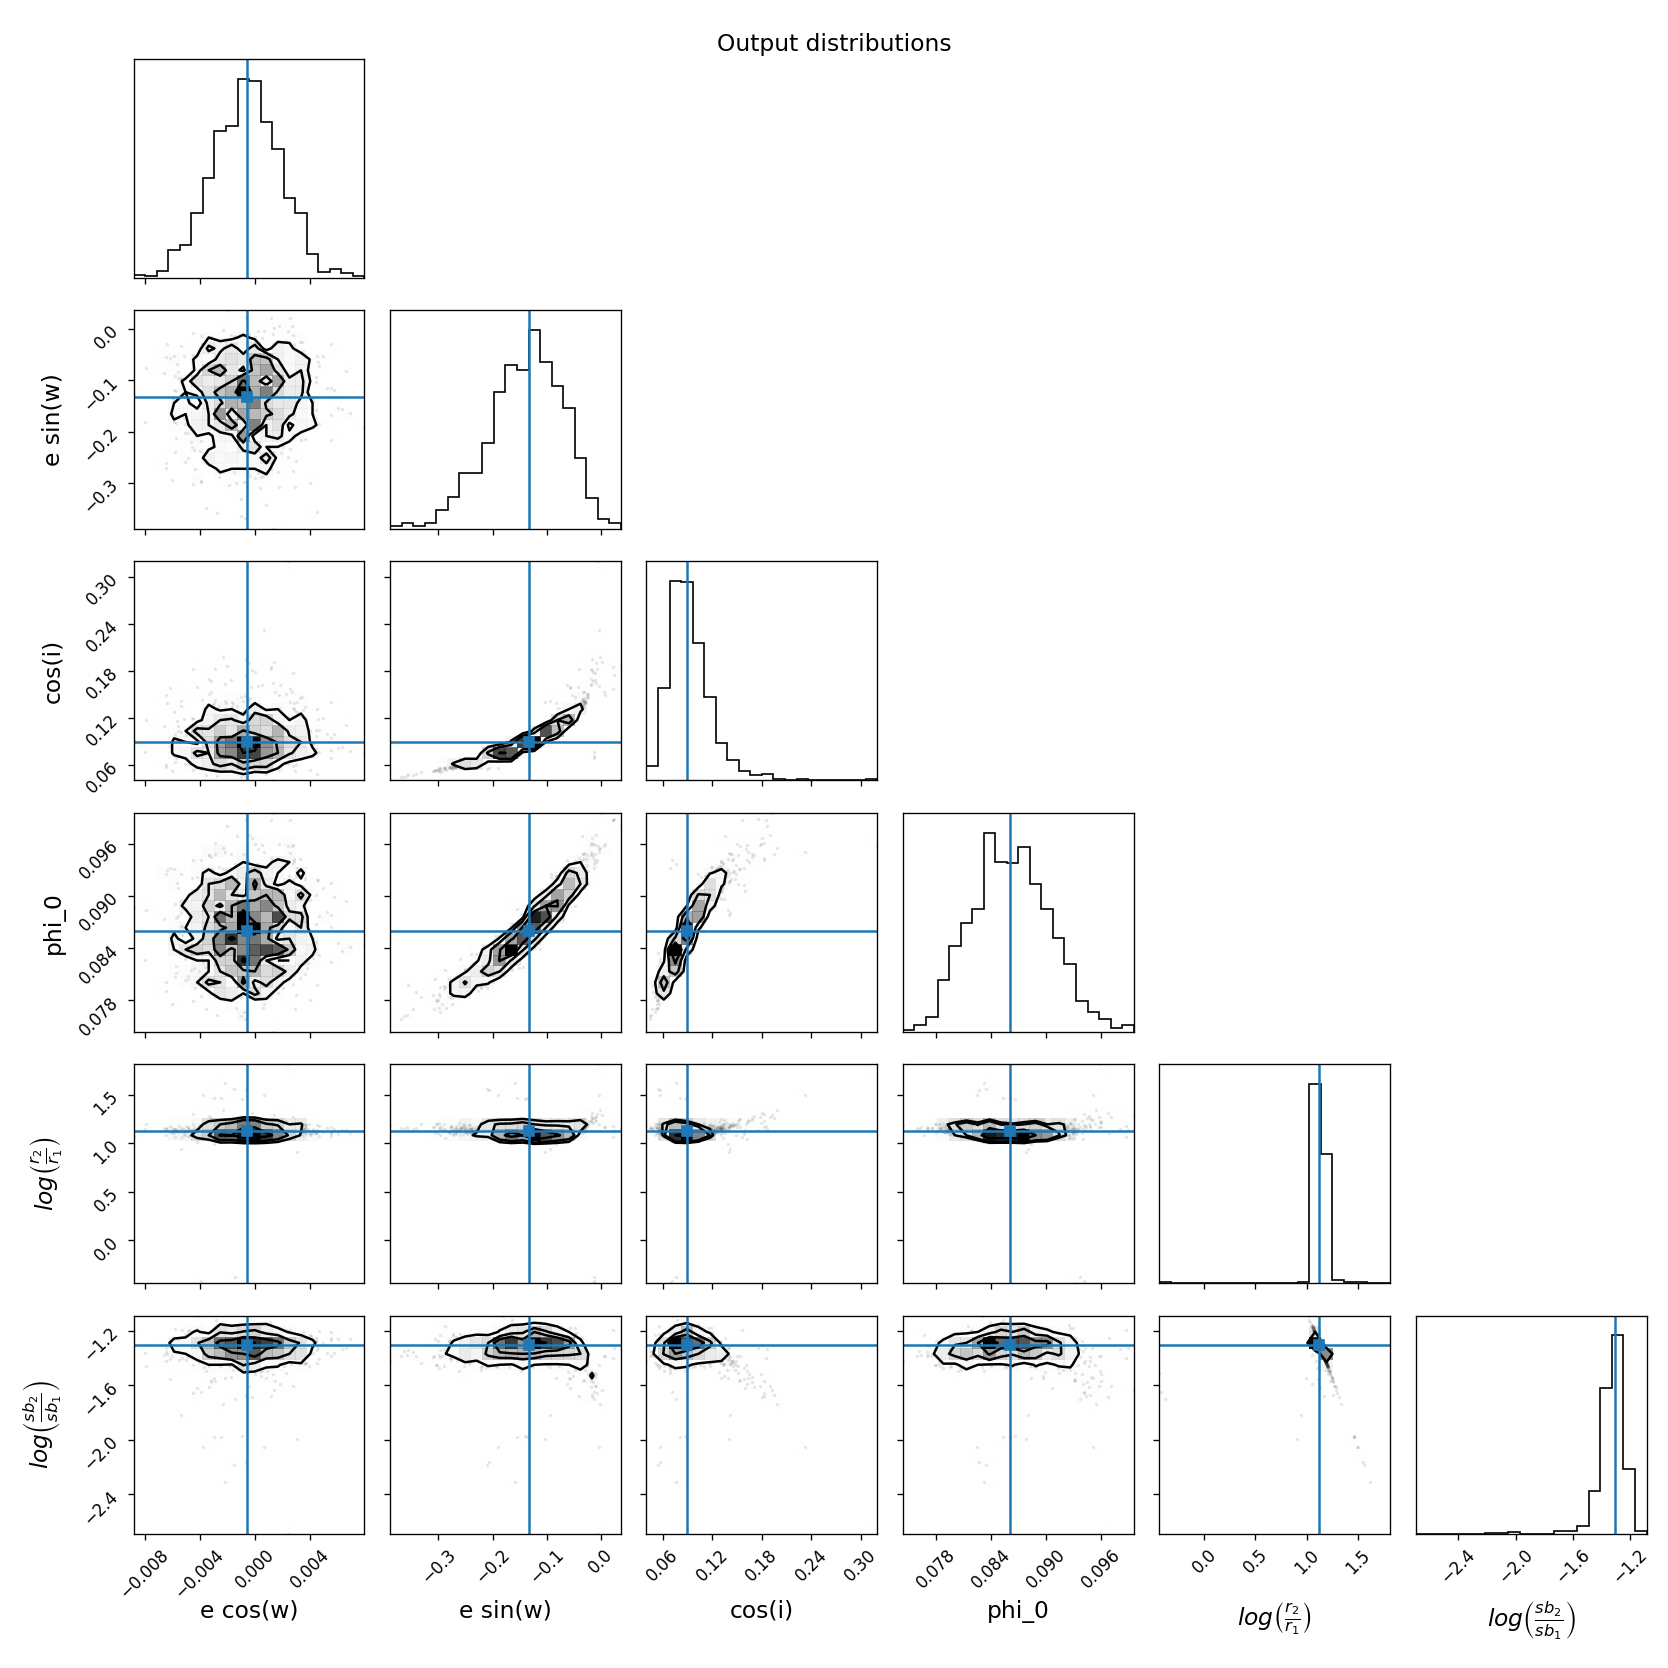 Output distributions
0.0
−0.1
−0.2
−0.3
e sin(w)
0.30
0.24
0.18
0.12
0.06
cos(i)
0.096
0.090
0.084
0.078
phi_0
1.5
1.0
0.5
0.0
log(r₂/r₁)
−1.2
−1.6
−2.0
−2.4
log(sb₂/sb₁)
−0.008 −0.004 0.000 0.004 −0.3 −0.2 −0.1 0.0 0.06 0.12 0.18 0.24 0.30 0.078 0.084 0.090 0.096 0.0 0.5 1.0 1.5 −2.4 −2.0 −1.6 −1.2
e cos(w) e sin(w) cos(i) phi_0 log(r₂/r₁) log(sb₂/sb₁)